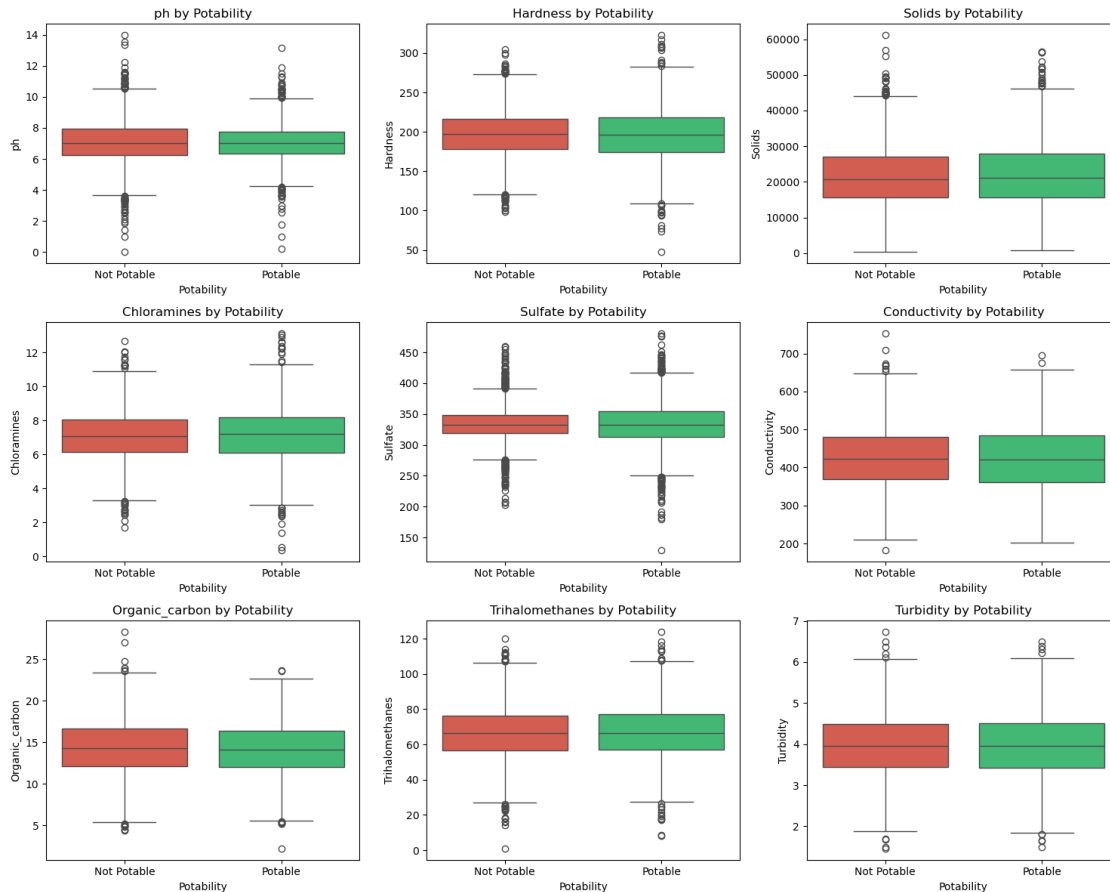 ph by Potability
14
12
10
8
6
4
2
0
ph
Not Potable
Potable
Potability
Hardness by Potability
300
250
200
150
100
50
Hardness
Not Potable
Potable
Potability
Solids by Potability
60000
50000
40000
30000
20000
10000
0
Solids
Not Potable
Potable
Potability
Chloramines by Potability
12
10
8
6
4
2
0
Chloramines
Not Potable
Potable
Potability
Sulfate by Potability
450
400
350
300
250
200
150
Sulfate
Not Potable
Potable
Potability
Conductivity by Potability
700
600
500
400
300
200
Conductivity
Not Potable
Potable
Potability
Organic_carbon by Potability
25
20
15
10
5
Organic_carbon
Not Potable
Potable
Potability
Trihalomethanes by Potability
120
100
80
60
40
20
0
Trihalomethanes
Not Potable
Potable
Potability
Turbidity by Potability
7
6
5
4
3
2
Turbidity
Not Potable
Potable
Potability